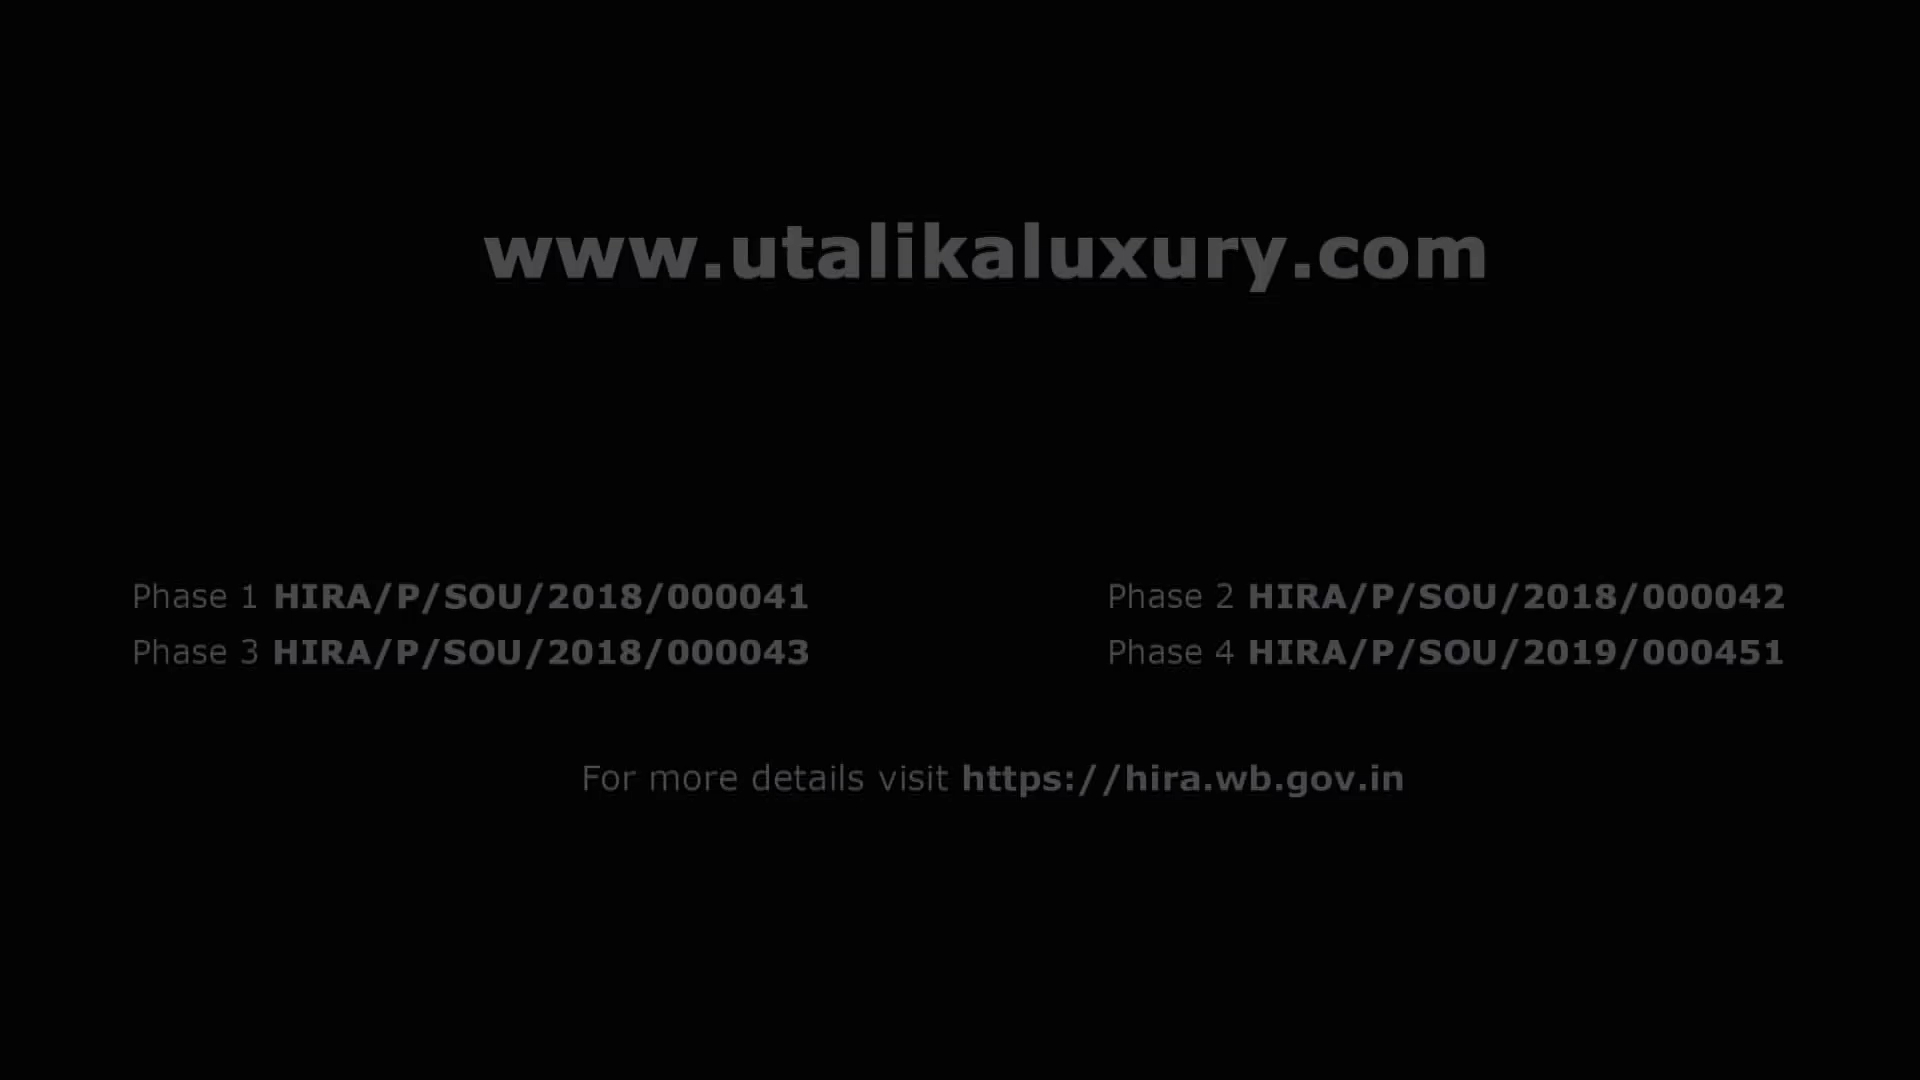 www.utalikaluxury.com
Phase 1 HIRA/P/SOU/2018/000041
Phase 2 HIRA/P/SOU/2018/000042
Phase 3 HIRA/P/SOU/2018/000043
Phase 4 HIRA/P/SOU/2019/000451
For more details visit https://hira.wb.gov.in